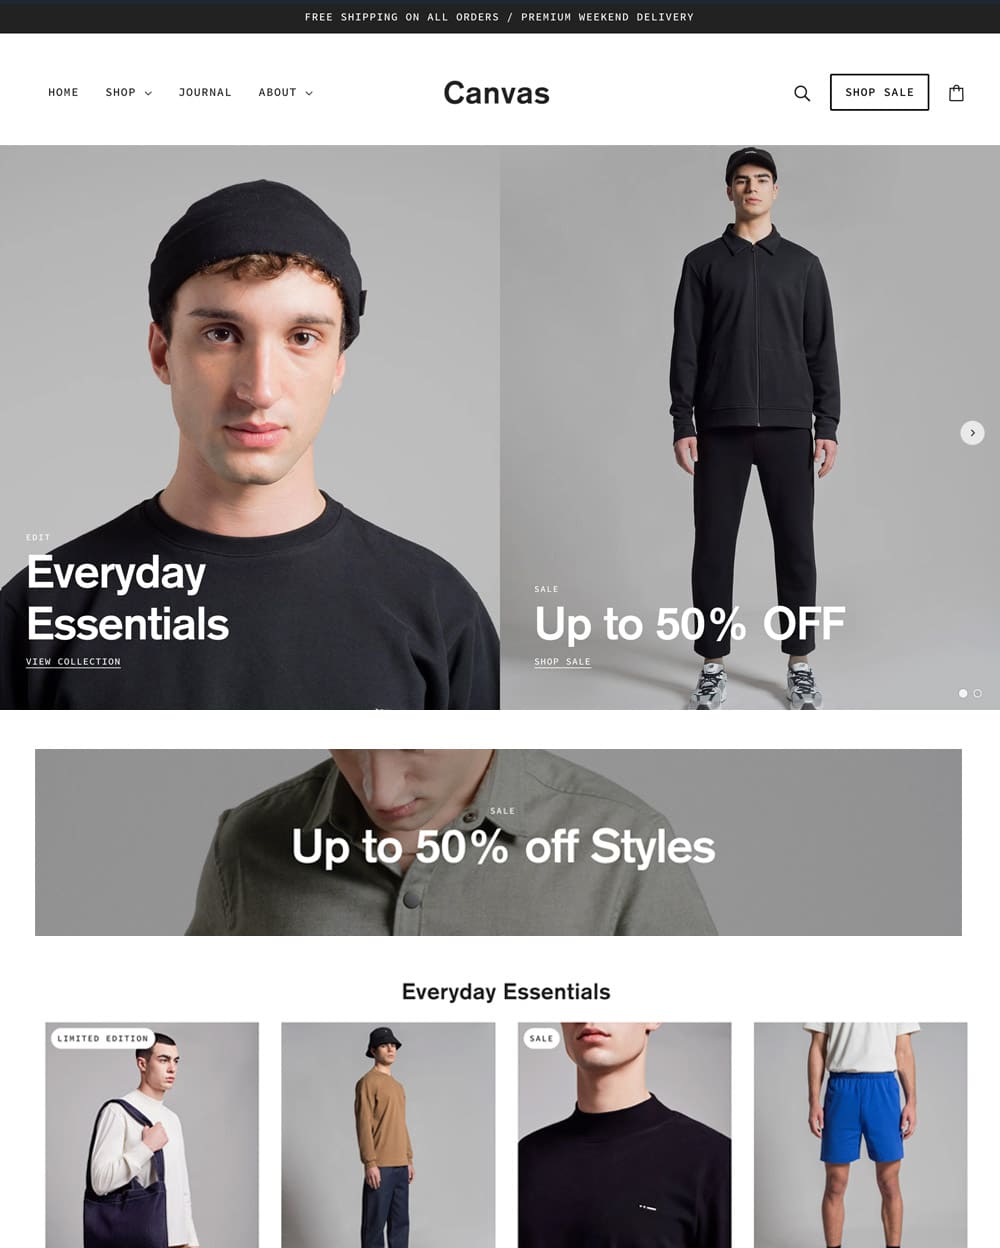 FREE SHIPPING ON ALL ORDERS / PREMIUM WEEKEND DELIVERY
HOME SHOP JOURNAL ABOUT
Canvas
SHOP SALE
EDIT
Everyday
Essentials
VIEW COLLECTION
SALE
Up to 50% OFF
SHOP SALE
SALE
Up to 50% off Styles
Everyday Essentials
LIMITED EDITION
SALE